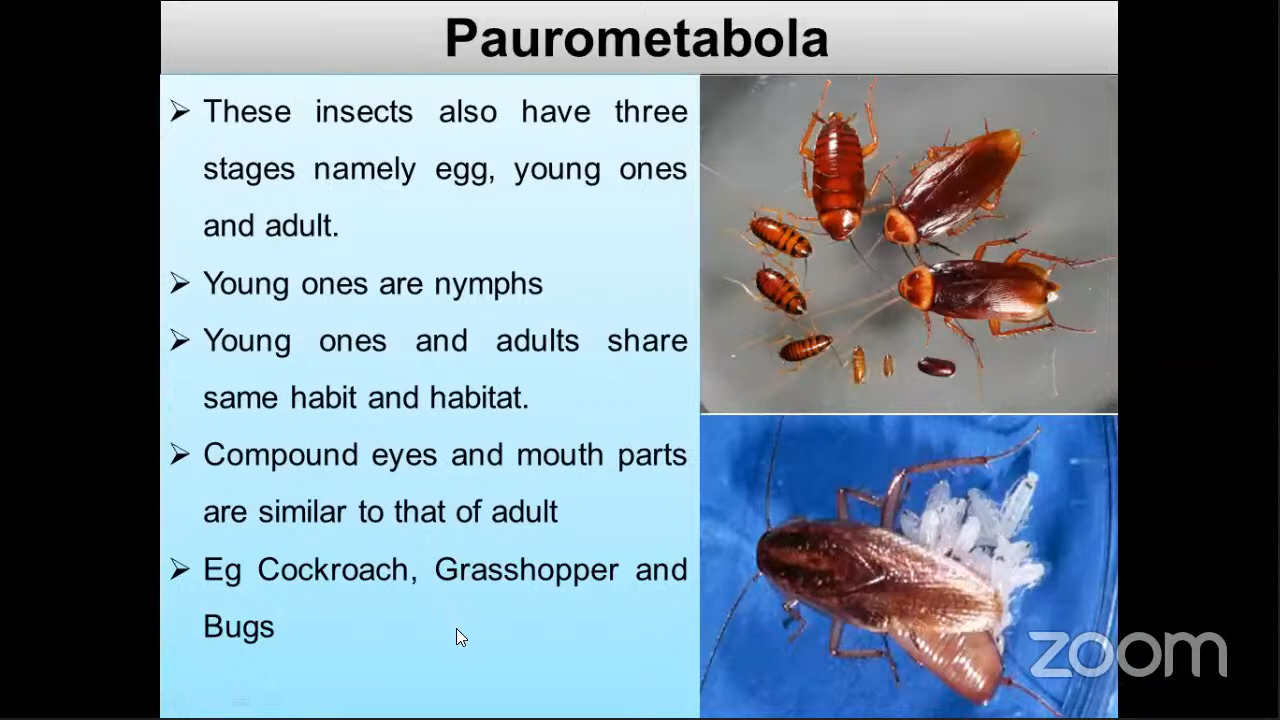 Paurometabola
➢ These insects also have three
stages namely egg, young ones
and adult.
➢ Young ones are nymphs
➢ Young ones and adults share
same habit and habitat.
➢ Compound eyes and mouth parts
are similar to that of adult
➢ Eg Cockroach, Grasshopper and
Bugs
zoom